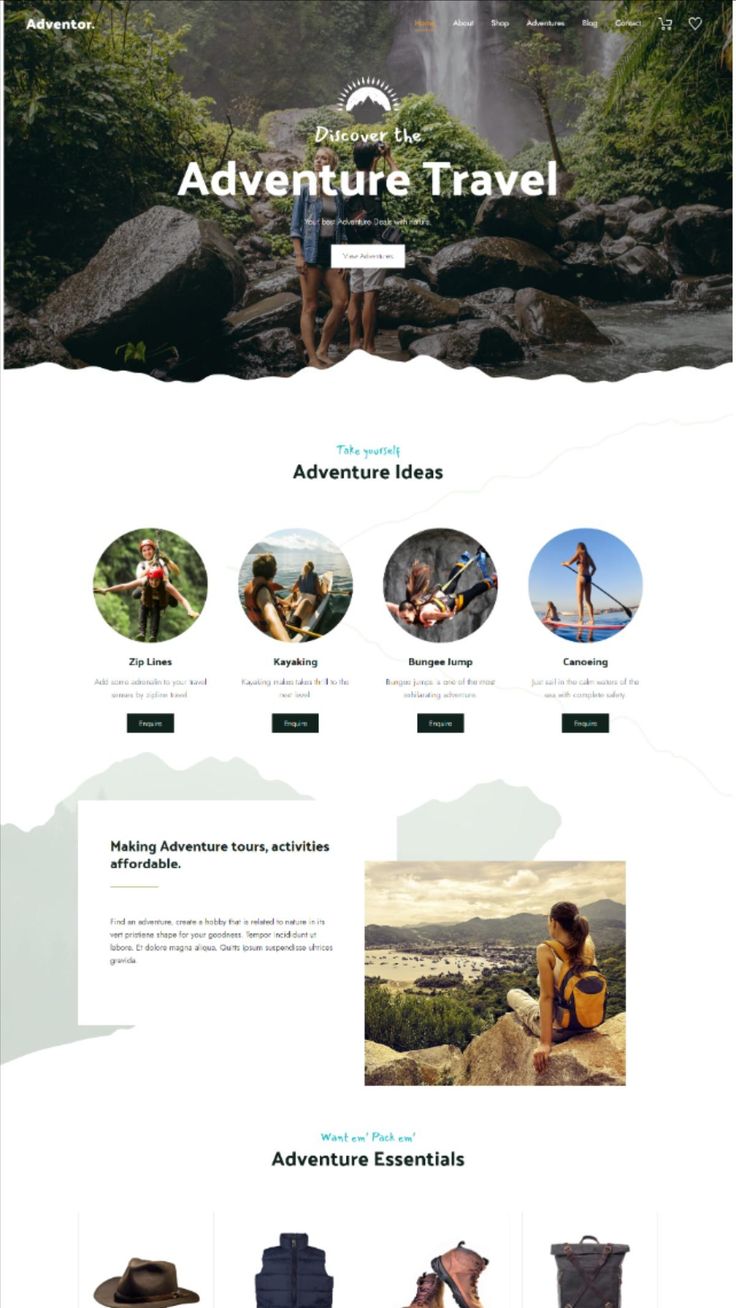 Adventor.
Home About Shop Adventures Blog Contact
Discover the
Adventure Travel
Your best Adventure Deals with nature.
View Adventures
Take yourself
Adventure Ideas
Zip Lines
Add some adrenalin to your travel
senses by zipline travel
Enquire
Kayaking
Kayaking makes takes thrill to the
next level
Enquire
Bungee Jump
Bungee jumps is one of the most
exhilarating adventure.
Enquire
Canoeing
Just sail in the calm waters of the
sea with complete safety.
Enquire
Making Adventure tours, activities
affordable.
Find an adventure, create a hobby that is related to nature in its
vert pristiene shape for your goodness. Tempor incididunt ut
labore. Et dolore magna aliqua. Quitts ipsum suspendisse ultrices
gravida.
Want em' Pack em'
Adventure Essentials